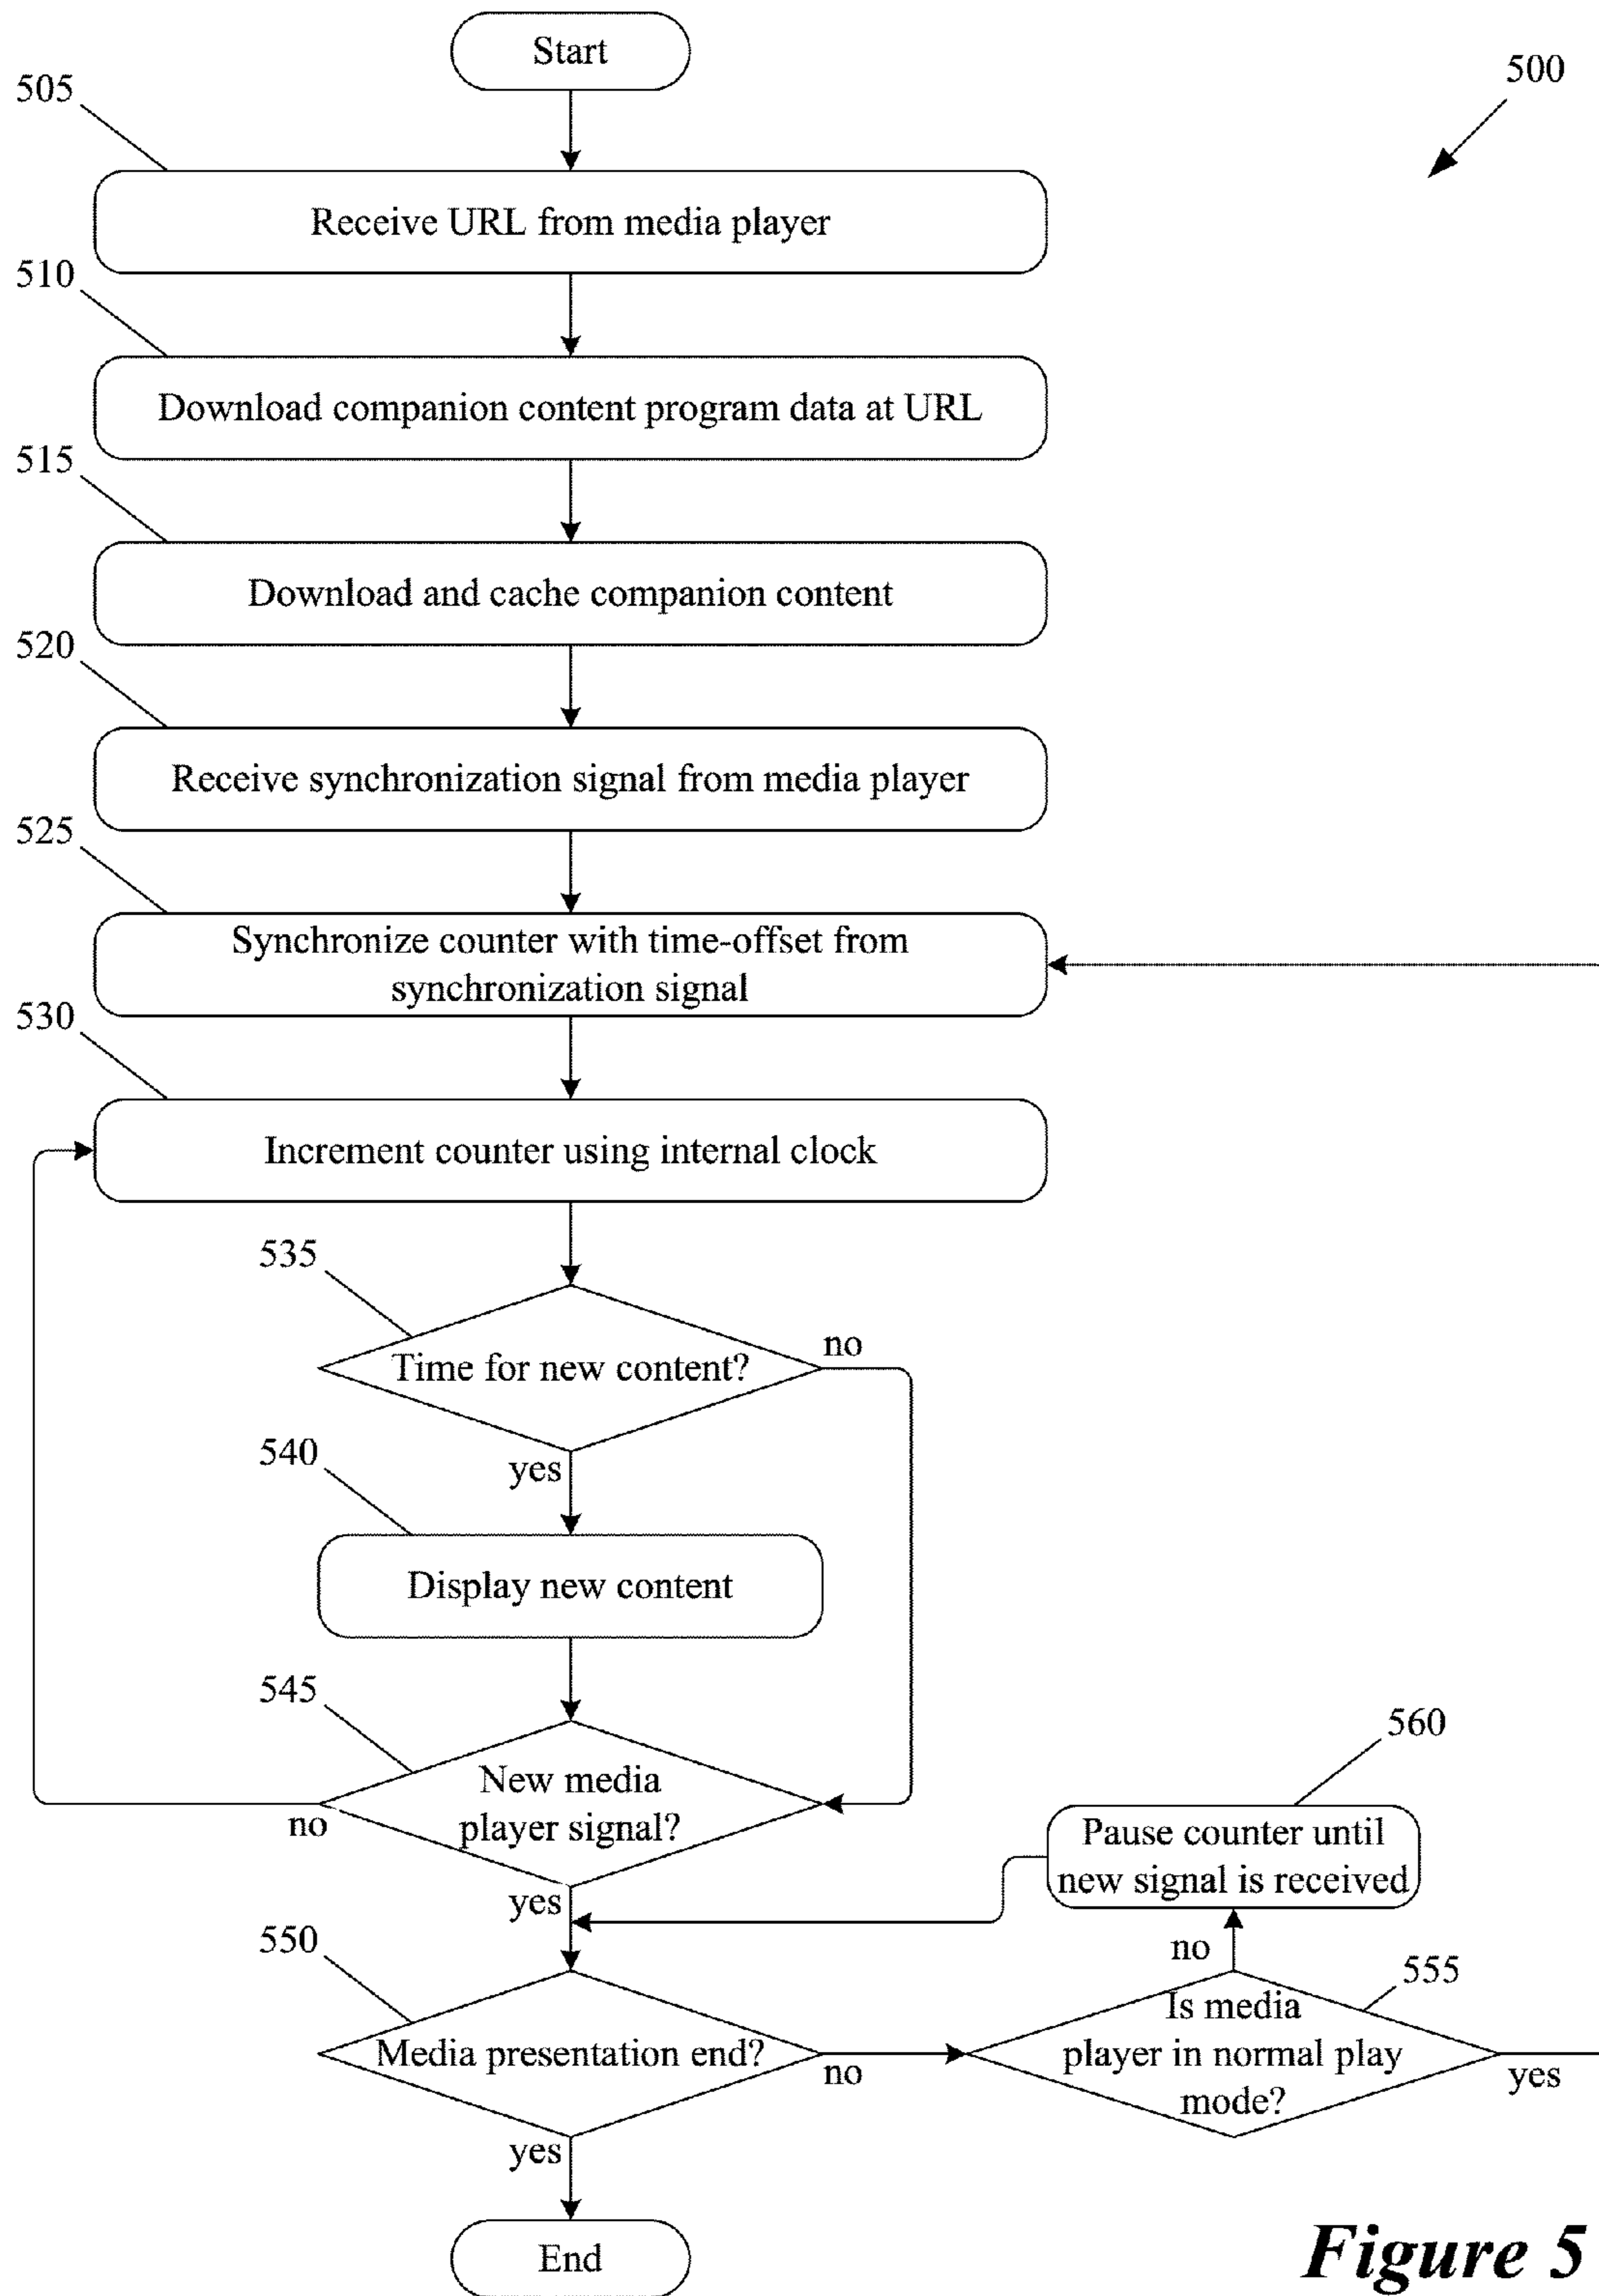 Start
500
505
Receive URL from media player
510
Download companion content program data at URL
515
Download and cache companion content
520
Receive synchronization signal from media player
525
Synchronize counter with time-offset from
synchronization signal
530
Increment counter using internal clock
535
Time for new content?
no
yes
540
Display new content
545
New media
player signal?
no
yes
560
Pause counter until
new signal is received
no
550
Media presentation end?
no
555
Is media
player in normal play
mode?
yes
yes
End
Figure 5